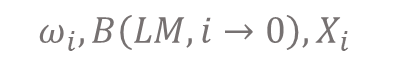 ωᵢ, B(LM, i → 0), Xᵢ